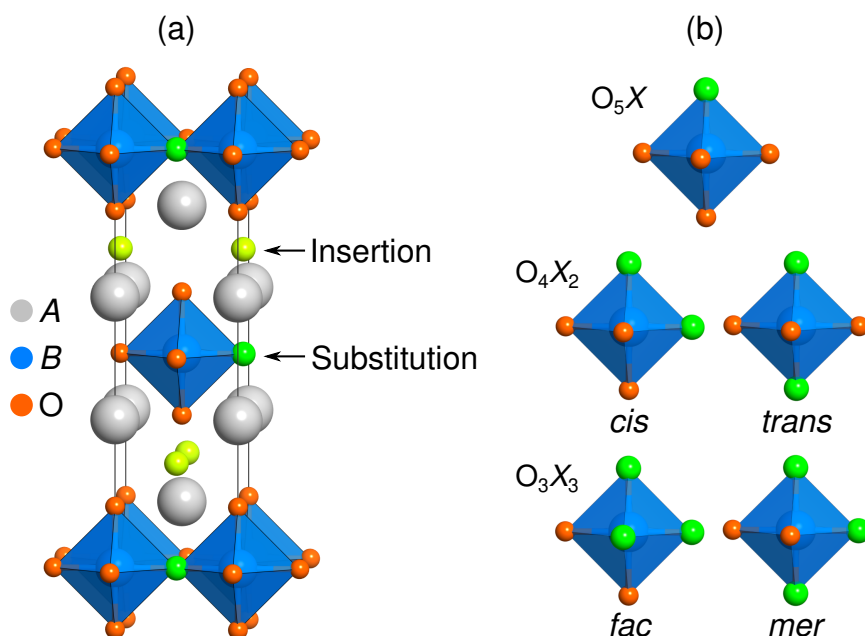 (a)
(b)
O₅X
Insertion
O₄X₂
A
B
Substitution
O
cis
trans
O₃X₃
fac
mer